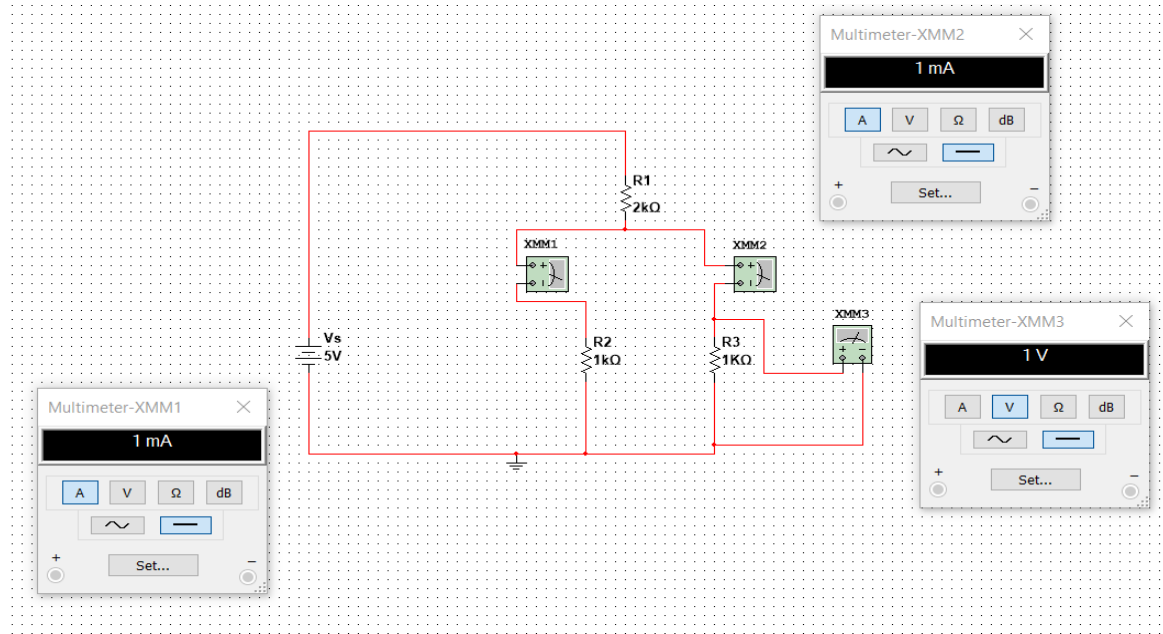 Multimeter-XMM2
1 mA
A V Ω dB
+ Set... −
R1
2kΩ
XMM1
XMM2
XMM3
Vs
5V
R2
1kΩ
R3
1KΩ
Multimeter-XMM3
1 V
A V Ω dB
+ Set... −
Multimeter-XMM1
1 mA
A V Ω dB
+ Set... −